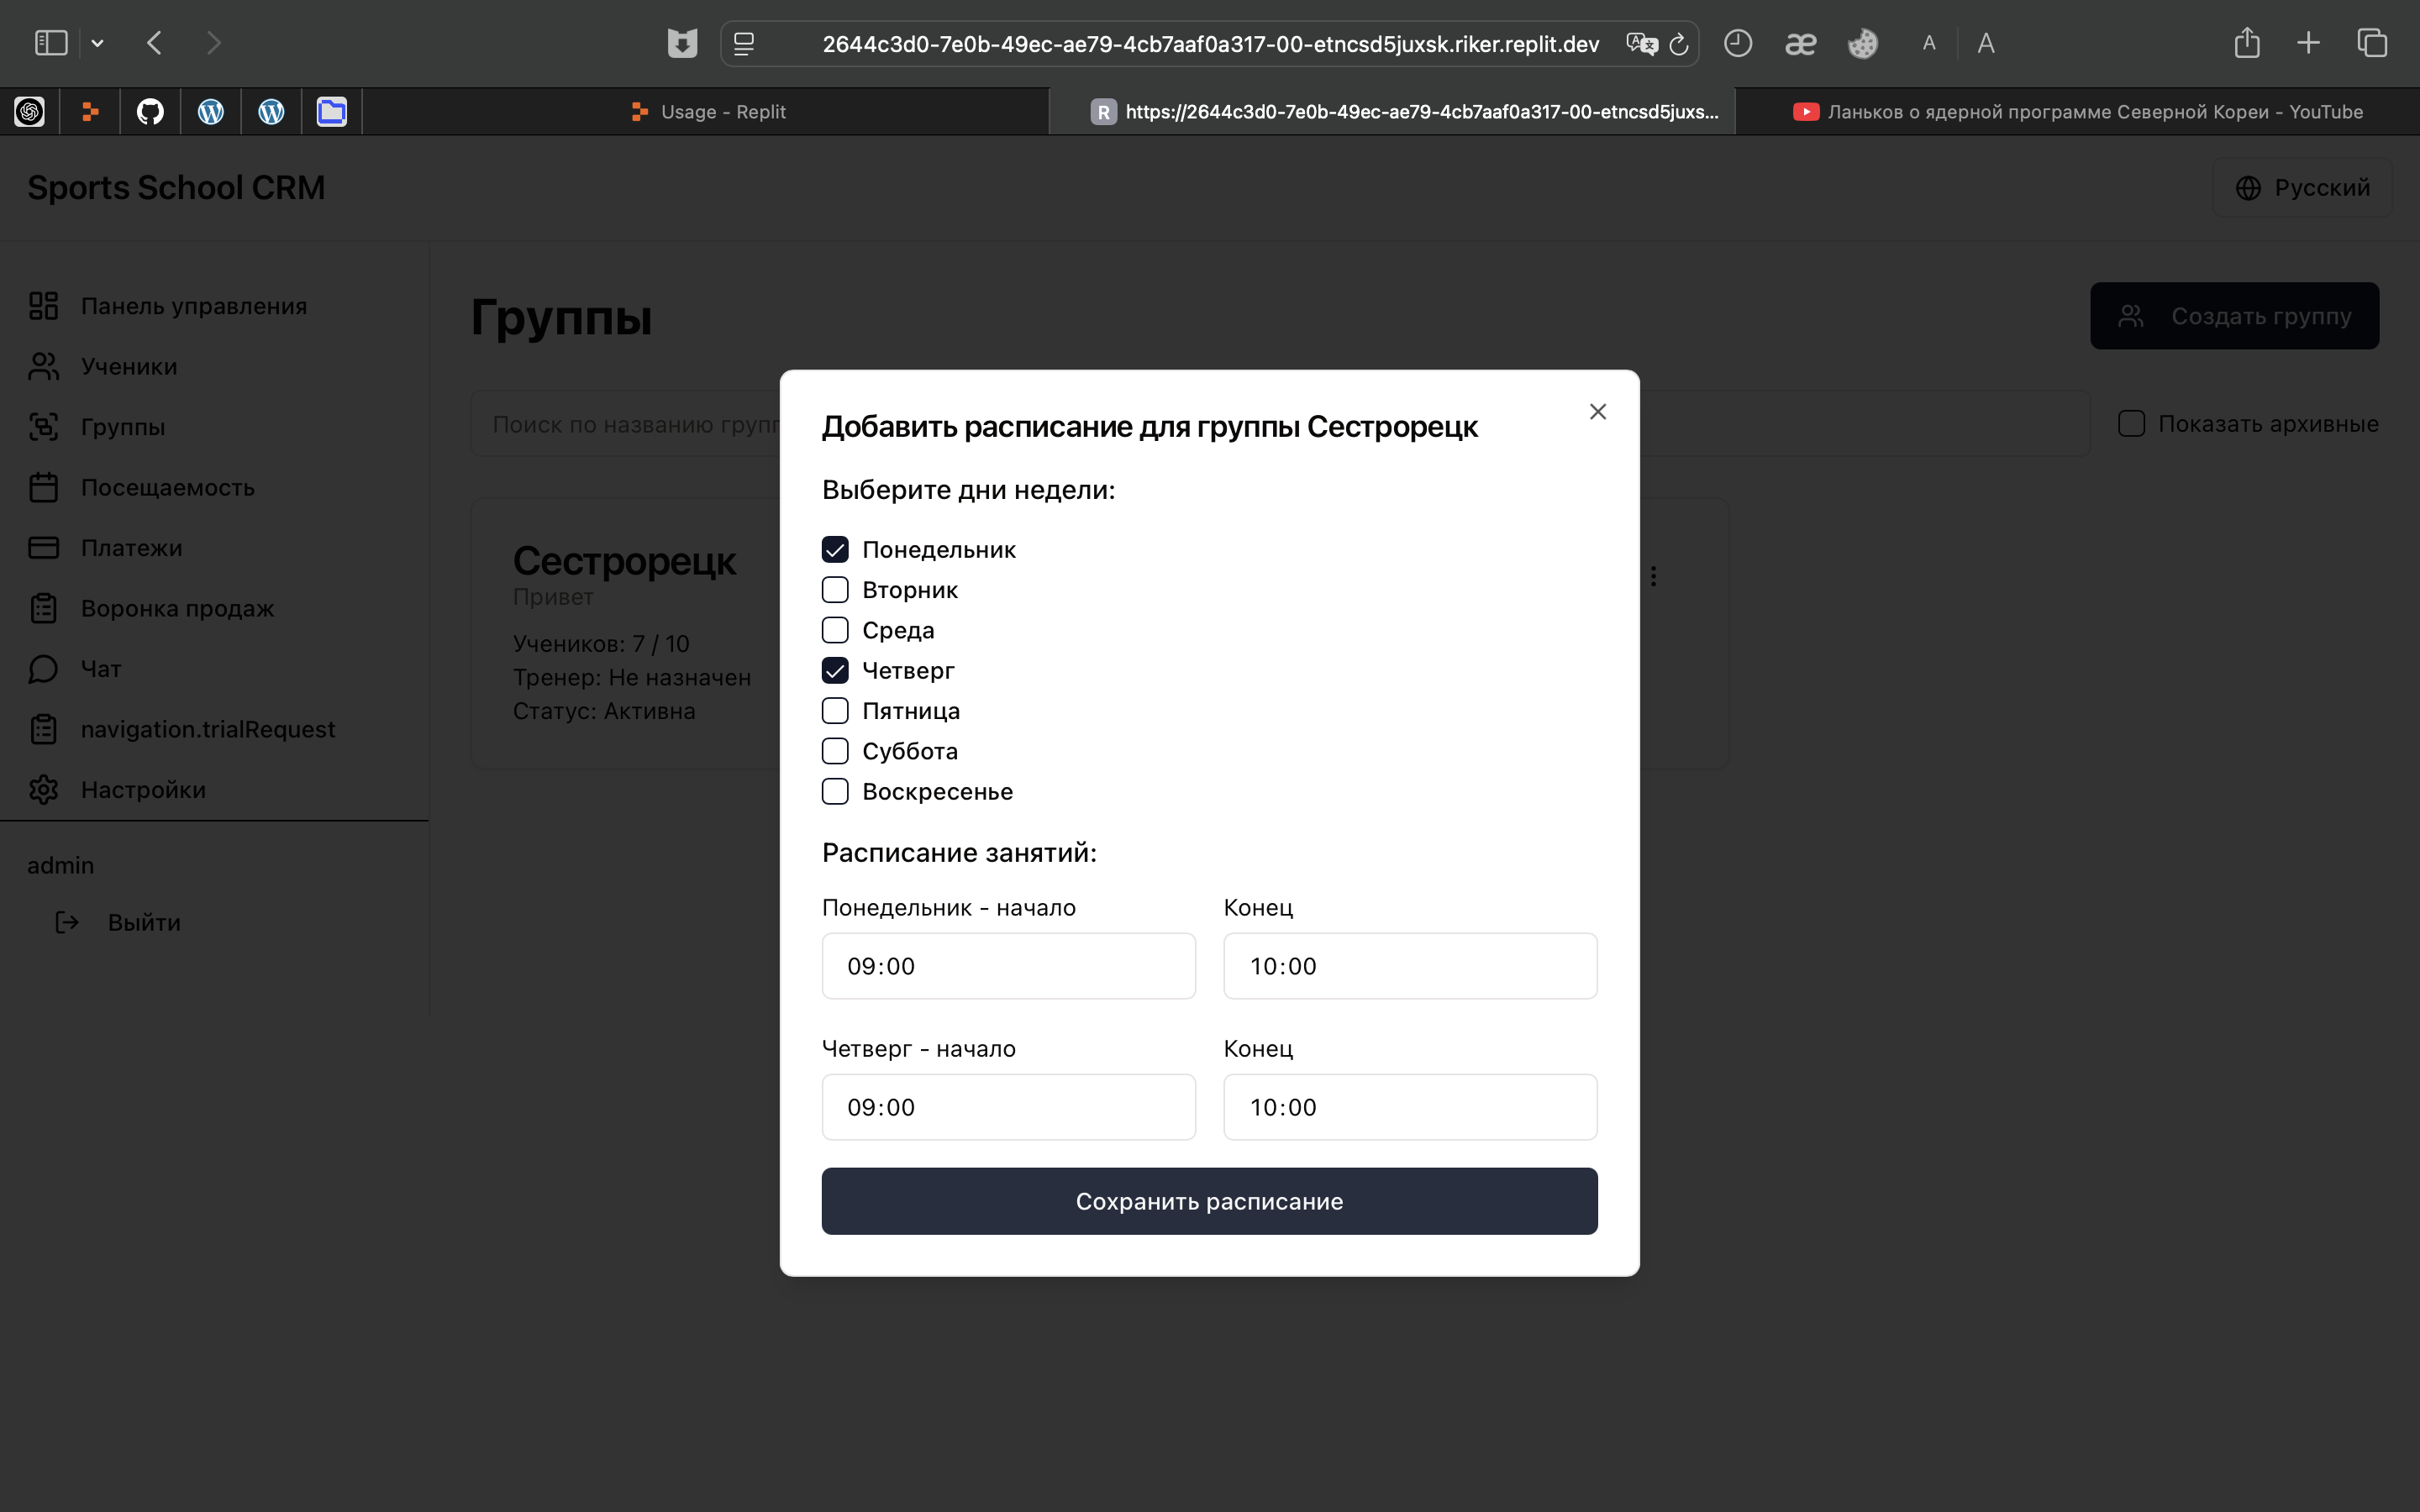 2644c3d0-7e0b-49ec-ae79-4cb7aaf0a317-00-etncsd5juxsk.riker.replit.dev
æ
A
A
Usage - Replit
R
https://2644c3d0-7e0b-49ec-ae79-4cb7aaf0a317-00-etncsd5juxs...
Ланьков о ядерной программе Северной Кореи - YouTube
Sports School CRM
Русский
Панель управления
Ученики
Группы
Посещаемость
Платежи
Воронка продаж
Чат
navigation.trialRequest
Настройки
admin
Выйти
Группы
Создать группу
Поиск по названию груп
Показать архивные
Сестрорецк
Привет
Учеников: 7 / 10
Тренер: Не назначен
Статус: Активна
Добавить расписание для группы Сестрорецк
Выберите дни недели:
Понедельник
Вторник
Среда
Четверг
Пятница
Суббота
Воскресенье
Расписание занятий:
Понедельник - начало
Конец
09:00
10:00
Четверг - начало
Конец
09:00
10:00
Сохранить расписание